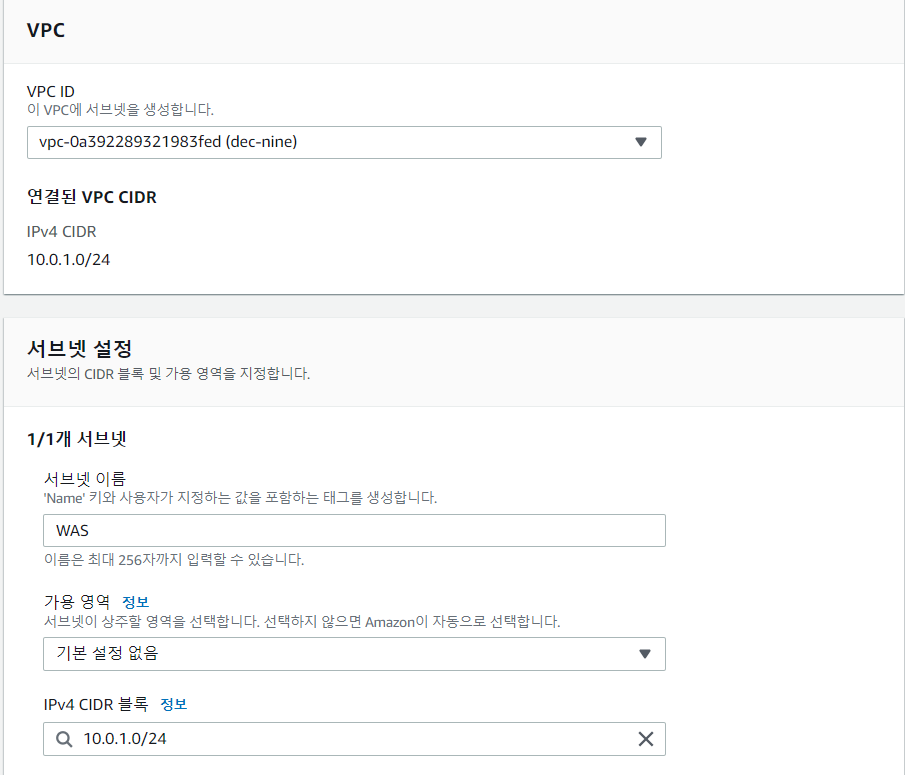 VPC
VPC ID
이 VPC에 서브넷을 생성합니다.
vpc-0a392289321983fed (dec-nine)
연결된 VPC CIDR
IPv4 CIDR
10.0.1.0/24
서브넷 설정
서브넷의 CIDR 블록 및 가용 영역을 지정합니다.
1/1개 서브넷
서브넷 이름
'Name' 키와 사용자가 지정하는 값을 포함하는 태그를 생성합니다.
WAS
이름은 최대 256자까지 입력할 수 있습니다.
가용 영역 정보
서브넷이 상주할 영역을 선택합니다. 선택하지 않으면 Amazon이 자동으로 선택합니다.
기본 설정 없음
IPv4 CIDR 블록 정보
10.0.1.0/24